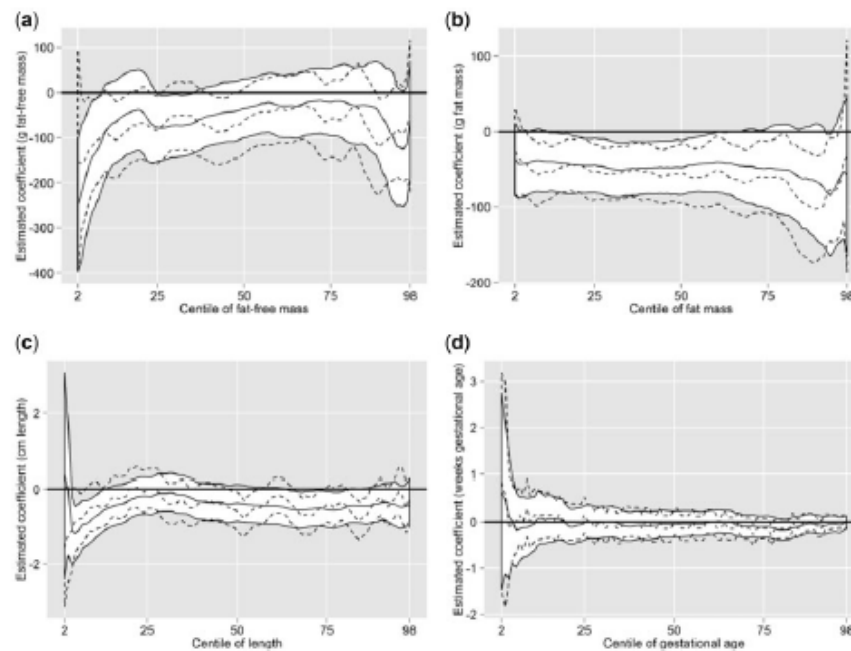 (a)
Estimated coefficient (g fat-free mass)
100
0
-100
-200
-300
-400
2 25 50 75 98
Centile of fat-free mass
(b)
Estimated coefficient (g fat mass)
100
0
-100
-200
2 25 50 75 98
Centile of fat mass
(c)
Estimated coefficient (cm length)
2
0
-2
2 25 50 75 98
Centile of length
(d)
Estimated coefficient (weeks gestational age)
3
2
1
0
-1
-2
2 25 50 75 98
Centile of gestational age